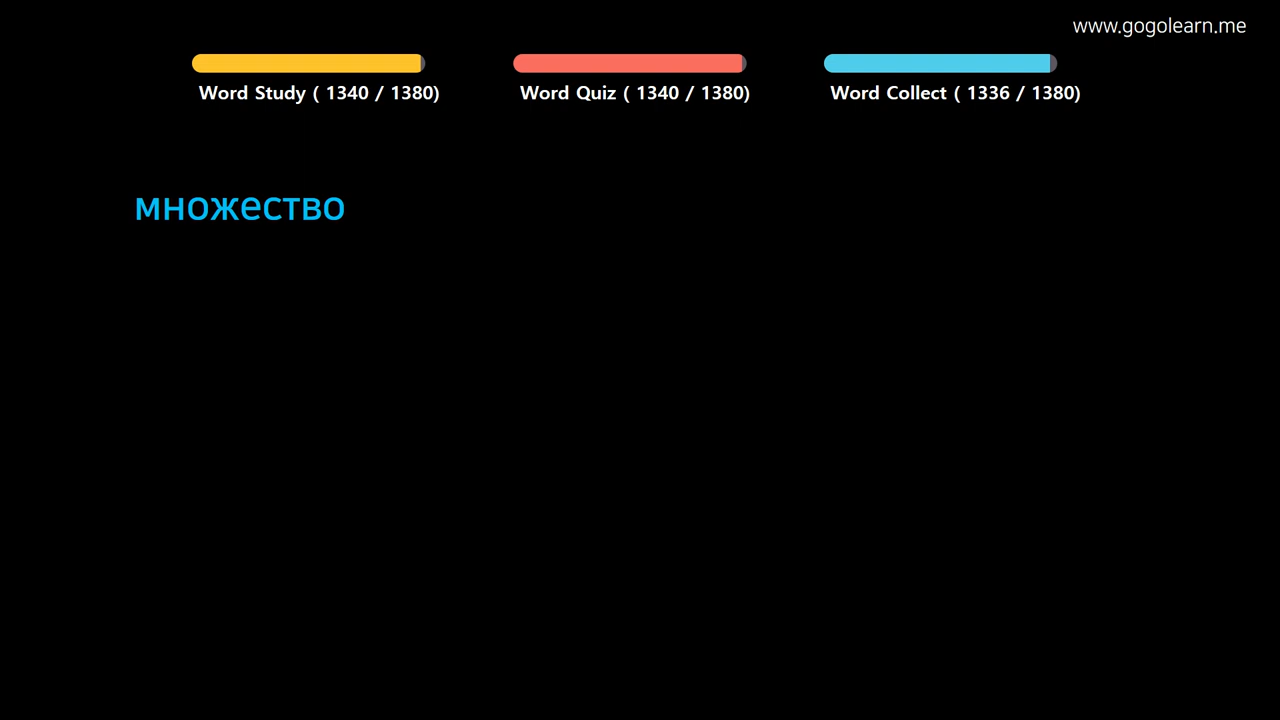 www.gogolearn.me
Word Study ( 1340 / 1380)
Word Quiz ( 1340 / 1380)
Word Collect ( 1336 / 1380)
множество